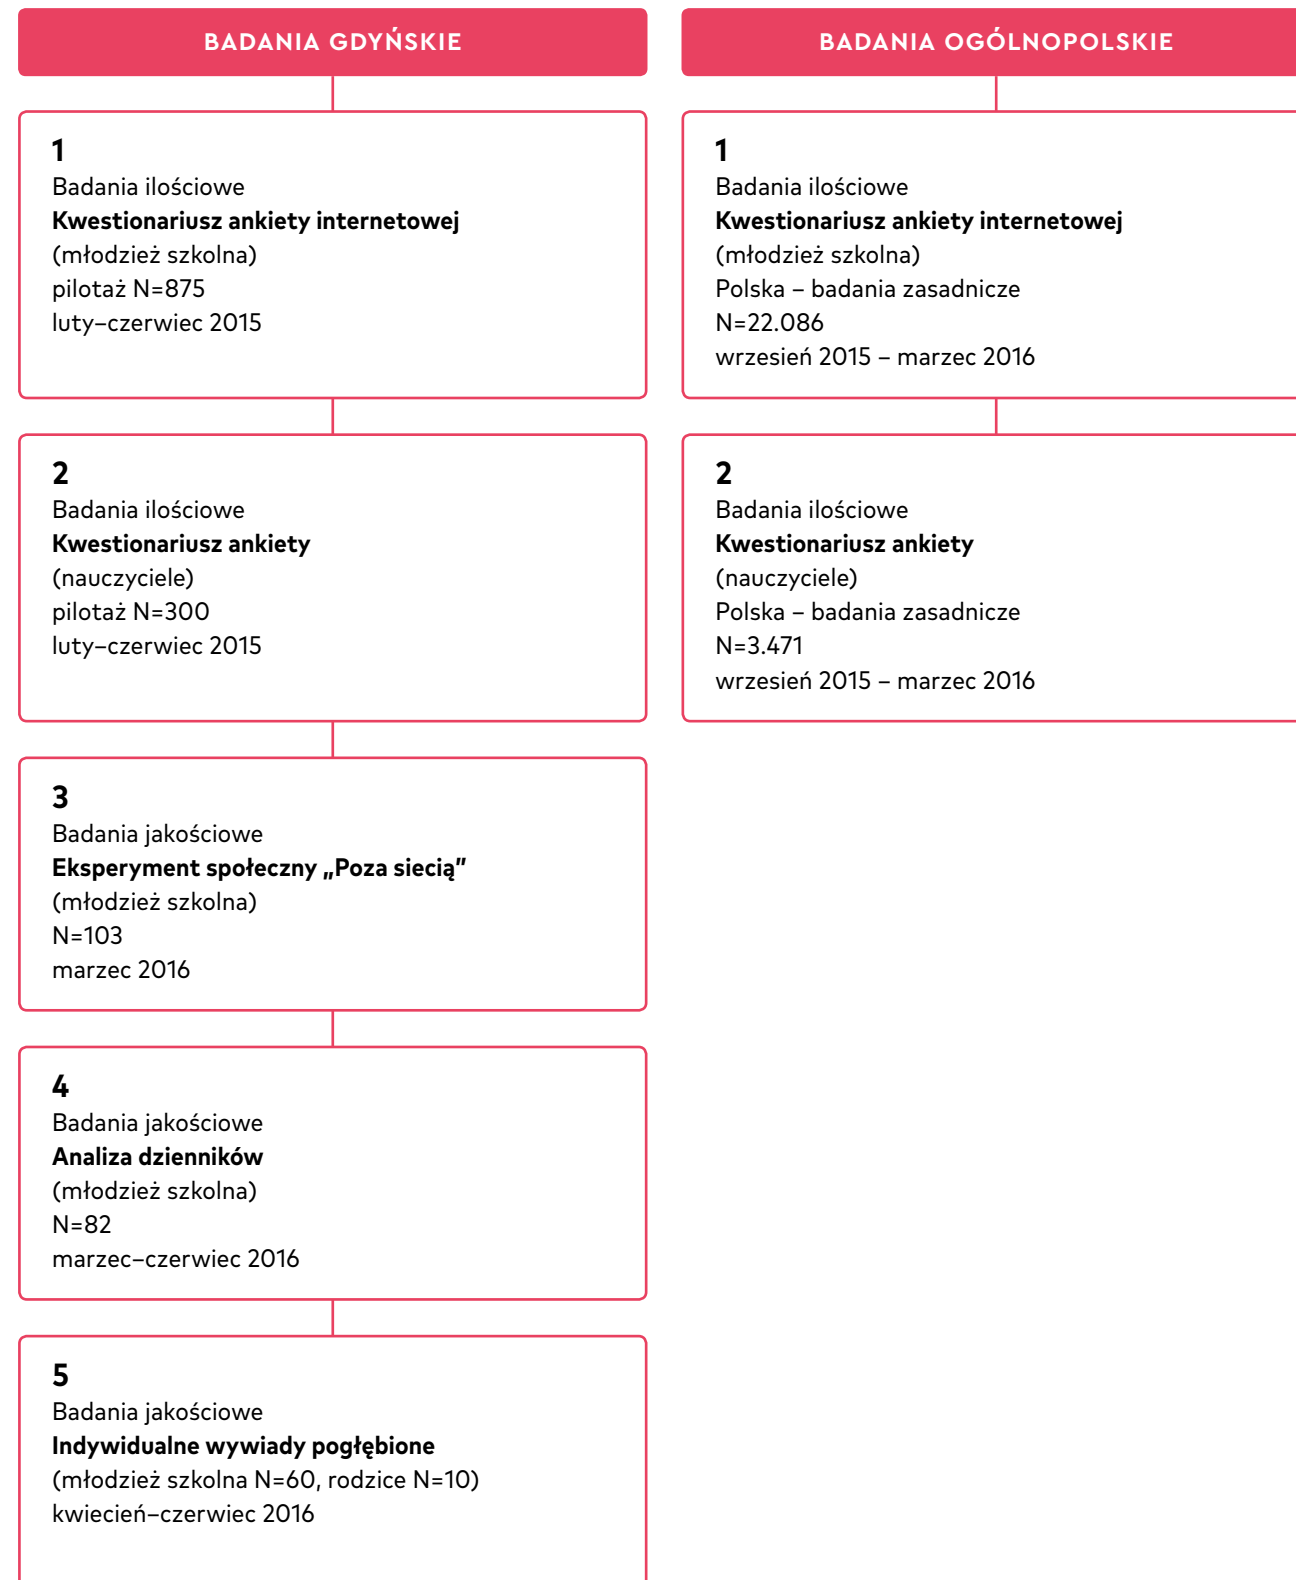 BADANIA GDYŃSKIE
1
Badania ilościowe
Kwestionariusz ankiety internetowej
(młodzież szkolna)
pilotaż N=875
luty–czerwiec 2015
2
Badania ilościowe
Kwestionariusz ankiety
(nauczyciele)
pilotaż N=300
luty–czerwiec 2015
3
Badania jakościowe
Eksperyment społeczny „Poza siecią”
(młodzież szkolna)
N=103
marzec 2016
4
Badania jakościowe
Analiza dzienników
(młodzież szkolna)
N=82
marzec–czerwiec 2016
5
Badania jakościowe
Indywidualne wywiady pogłębione
(młodzież szkolna N=60, rodzice N=10)
kwiecień–czerwiec 2016
BADANIA OGÓLNOPOLSKIE
1
Badania ilościowe
Kwestionariusz ankiety internetowej
(młodzież szkolna)
Polska – badania zasadnicze
N=22.086
wrzesień 2015 – marzec 2016
2
Badania ilościowe
Kwestionariusz ankiety
(nauczyciele)
Polska – badania zasadnicze
N=3.471
wrzesień 2015 – marzec 2016